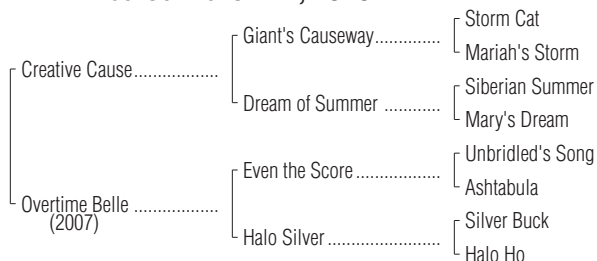 Storm Cat
Giant's Causeway..............
Mariah's Storm
Creative Cause..................
Siberian Summer
Dream of Summer ............
Mary's Dream
Unbridled's Song
Even the Score..................
Ashtabula
Overtime Belle ..................
(2007)
Silver Buck
Halo Silver........................
Halo Ho